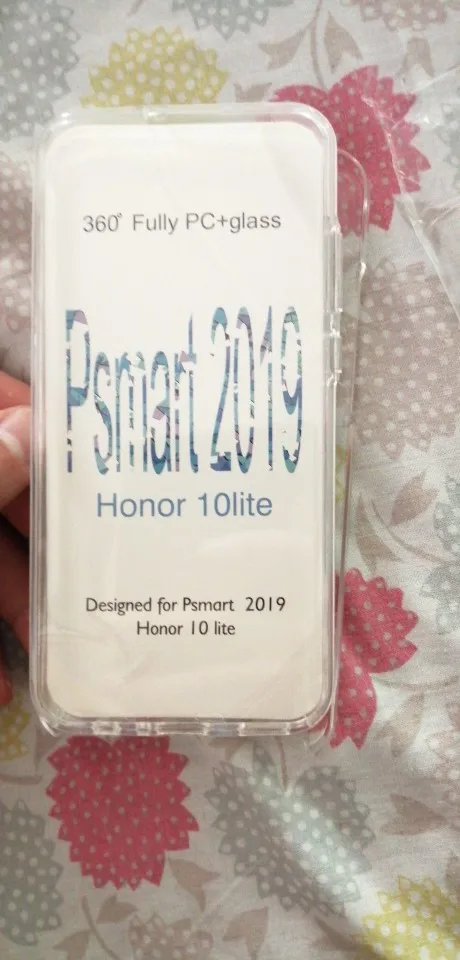 360° Fully PC+glass
Psmart 2019
Honor 10lite
Designed for Psmart 2019
Honor 10 lite